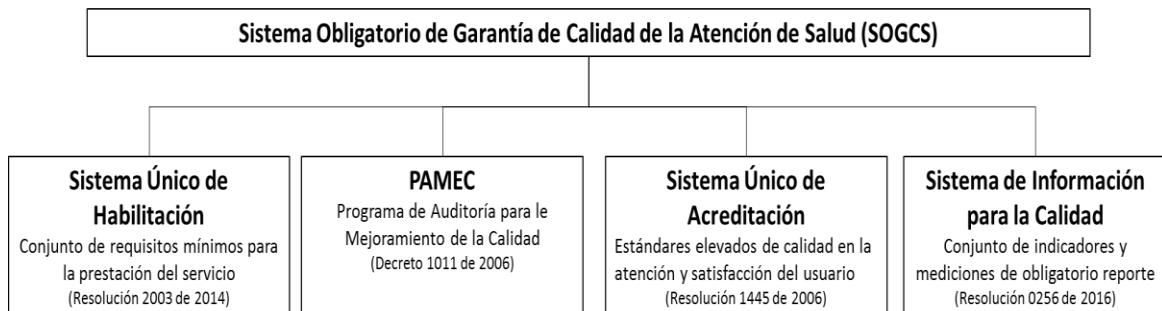 Sistema Obligatorio de Garantía de Calidad de la Atención de Salud (SOGCS)
Sistema Único de
Habilitación
Conjunto de requisitos mínimos para
la prestación del servicio
(Resolución 2003 de 2014)
PAMEC
Programa de Auditoría para le
Mejoramiento de la Calidad
(Decreto 1011 de 2006)
Sistema Único de
Acreditación
Estándares elevados de calidad en la
atención y satisfacción del usuario
(Resolución 1445 de 2006)
Sistema de Información
para la Calidad
Conjunto de indicadores y
mediciones de obligatorio reporte
(Resolución 0256 de 2016)